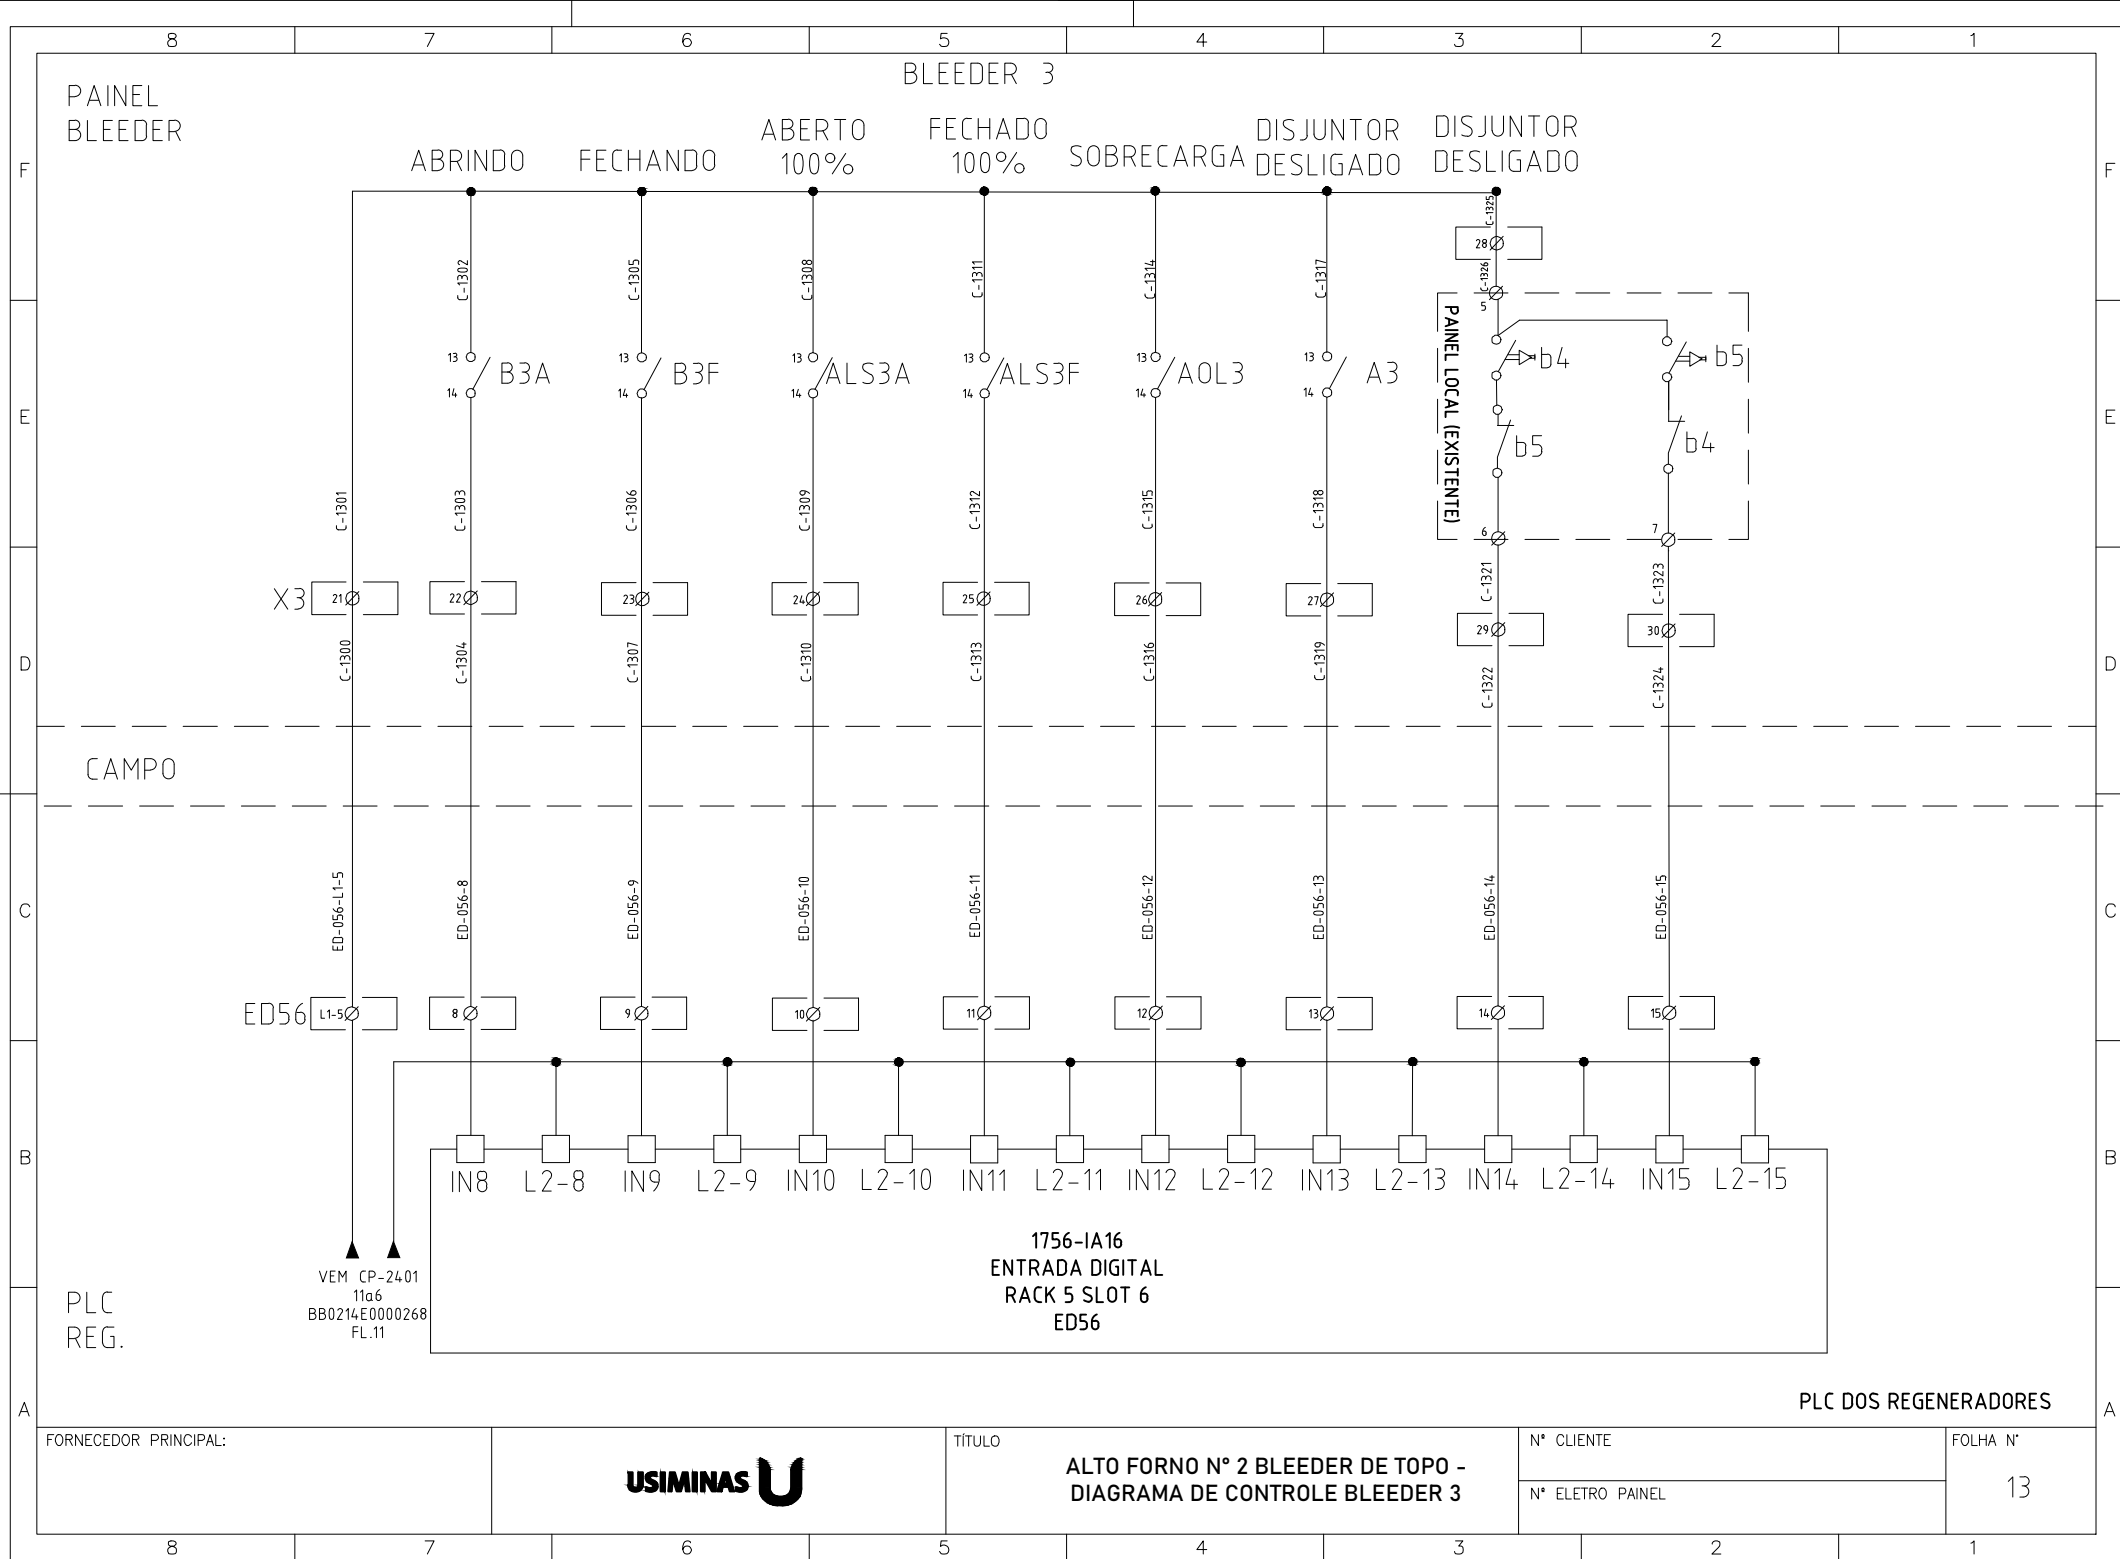 8 7 6 5 4 3 2 1
BLEEDER 3
PAINEL
BLEEDER
ABRINDO
FECHANDO
ABERTO
100%
FECHADO
100%
SOBRECARGA
DISJUNTOR
DESLIGADO
DISJUNTOR
DESLIGADO
F F
C-1302 C-1305 C-1308 C-1311 C-1314 C-1317 C-1325
28
C-1326
5
13 13 13 13 13 13
B3A B3F ALS3A ALS3F AOL3 A3 b4 b5
14 14 14 14 14 14
PAINEL LOCAL (EXISTENTE)
E E
b5 b4
C-1301 C-1303 C-1306 C-1309 C-1312 C-1315 C-1318
6 7
C-1321 C-1323
X3 21 22 23 24 25 26 27
29 30
D D
C-1300 C-1304 C-1307 C-1310 C-1313 C-1316 C-1319 C-1322 C-1324
CAMPO
C C
ED-056-L1-5 ED-056-8 ED-056-9 ED-056-10 ED-056-11 ED-056-12 ED-056-13 ED-056-14 ED-056-15
ED56 L1-5 8 9 10 11 12 13 14 15
B B
IN8 L2-8 IN9 L2-9 IN10 L2-10 IN11 L2-11 IN12 L2-12 IN13 L2-13 IN14 L2-14 IN15 L2-15
1756-IA16
ENTRADA DIGITAL
RACK 5 SLOT 6
ED56
VEM CP-2401
11a6
BB0214E0000268
FL.11
PLC
REG.
PLC DOS REGENERADORES
A A
FORNECEDOR PRINCIPAL:
USIMINAS
TÍTULO
ALTO FORNO N° 2 BLEEDER DE TOPO -
DIAGRAMA DE CONTROLE BLEEDER 3
N° CLIENTE
N° ELETRO PAINEL
FOLHA N°
13
8 7 6 5 4 3 2 1